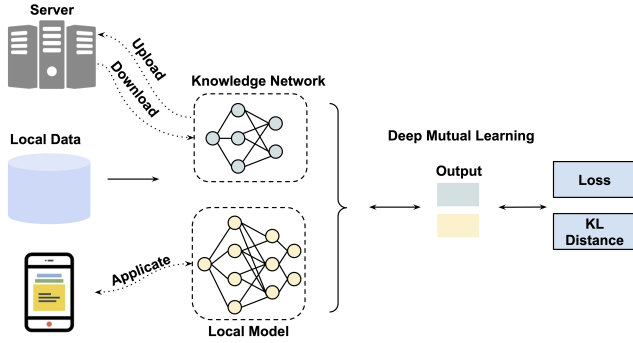 Server
Upload
Download
Knowledge Network
Local Data
Deep Mutual Learning
Output
Loss
KL
Distance
Applicate
Local Model